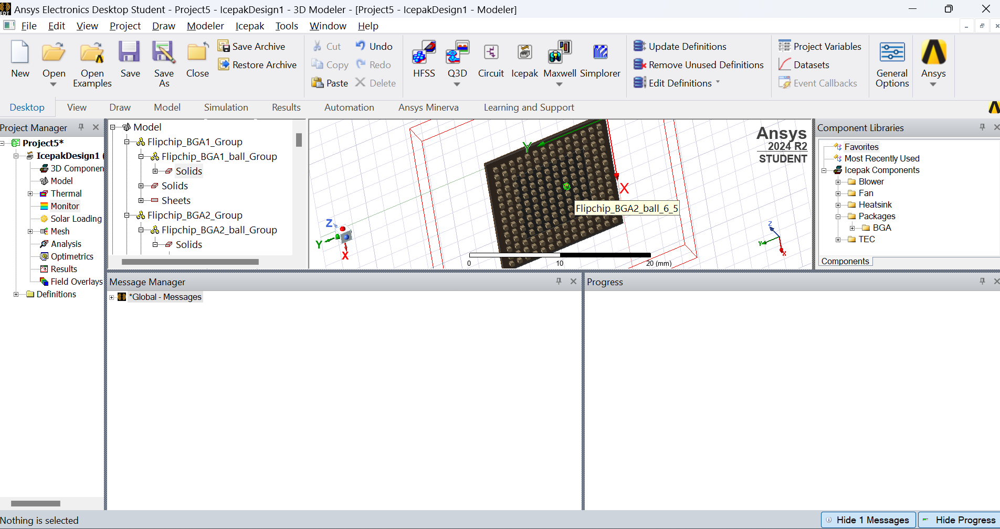 Ansys Electronics Desktop Student - Project5 - IcepakDesign1 - 3D Modeler - [Project5 - IcepakDesign1 - Modeler]
File Edit View Project Draw Modeler Icepak Tools Window Help
New
Open
Open Examples
Save
Save As
Close
Save Archive
Restore Archive
Cut
Copy
Paste
Undo
Redo
Delete
HFSS
Q3D
Circuit
Icepak
Maxwell
Simplorer
Update Definitions
Remove Unused Definitions
Edit Definitions
Project Variables
Datasets
Event Callbacks
General Options
Ansys
Desktop View Draw Model Simulation Results Automation Ansys Minerva Learning and Support
Project Manager
Project5*
IcepakDesign1 (
3D Componen
Model
Thermal
Monitor
Solar Loading
Mesh
Analysis
Optimetrics
Results
Field Overlays
Definitions
Model
Flipchip_BGA1_Group
Flipchip_BGA1_ball_Group
Solids
Solids
Sheets
Flipchip_BGA2_Group
Flipchip_BGA2_ball_Group
Solids
Ansys
2024 R2
STUDENT
Y
X
Flipchip_BGA2_ball_6_5
Z
Y
X
Z
Y
X
0 10 20 (mm)
Component Libraries
Favorites
Most Recently Used
Icepak Components
Blower
Fan
Heatsink
Packages
BGA
TEC
Components
Message Manager
*Global - Messages
Progress
Nothing is selected
Hide 1 Messages
Hide Progress